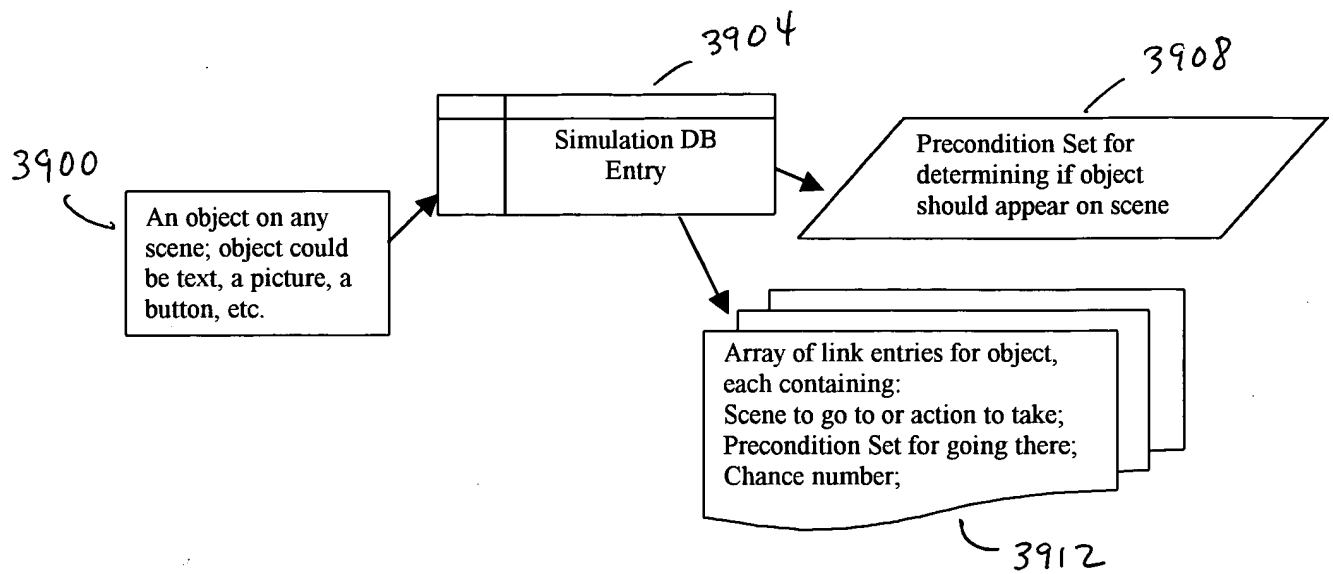 3904
3908
3900
Simulation DB
Entry
Precondition Set for
determining if object
should appear on scene
An object on any
scene; object could
be text, a picture, a
button, etc.
Array of link entries for object,
each containing:
Scene to go to or action to take;
Precondition Set for going there;
Chance number;
3912